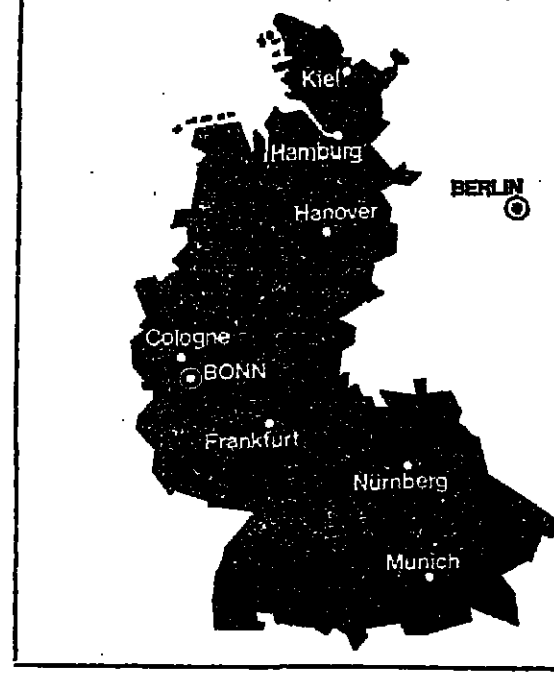 Kiel
Hamburg
BERLIN
Hanover
Cologne
BONN
Frankfurt
Nürnberg
Munich